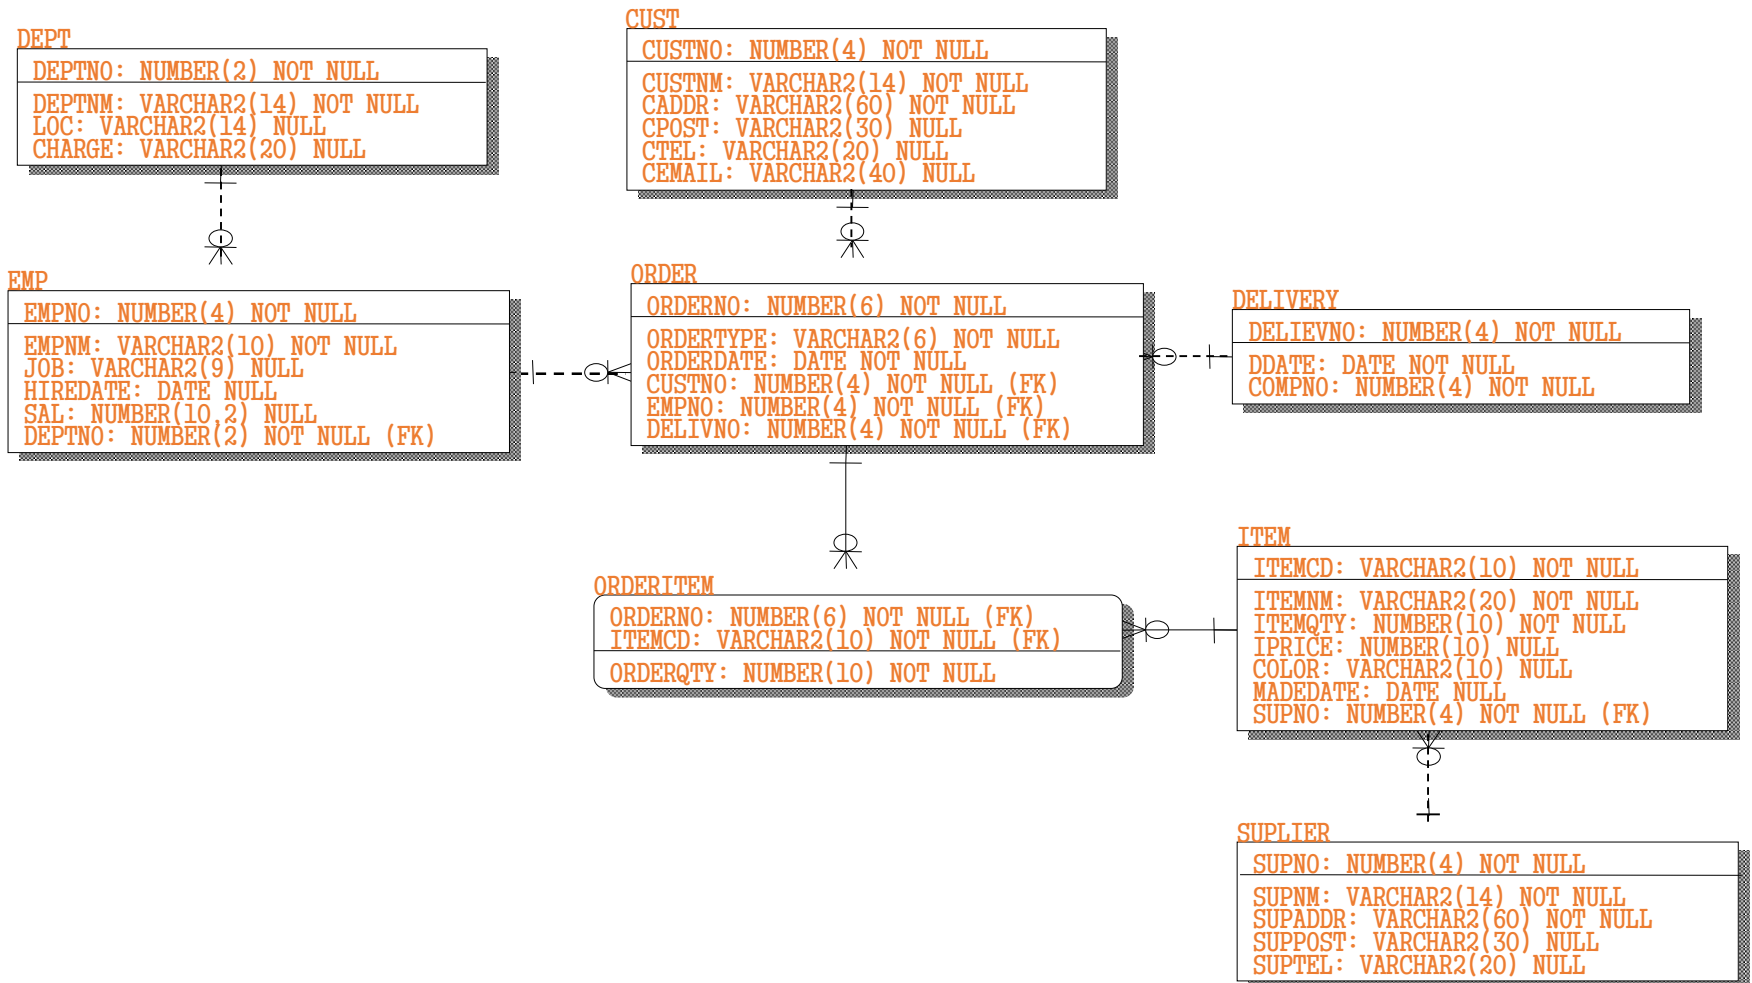 DEPT
DEPTNO: NUMBER(2) NOT NULL
DEPTNM: VARCHAR2(14) NOT NULL
LOC: VARCHAR2(14) NULL
CHARGE: VARCHAR2(20) NULL
CUST
CUSTNO: NUMBER(4) NOT NULL
CUSTNM: VARCHAR2(14) NOT NULL
CADDR: VARCHAR2(60) NOT NULL
CPOST: VARCHAR2(30) NULL
CTEL: VARCHAR2(20) NULL
CEMAIL: VARCHAR2(40) NULL
EMP
EMPNO: NUMBER(4) NOT NULL
EMPNM: VARCHAR2(10) NOT NULL
JOB: VARCHAR2(9) NULL
HIREDATE: DATE NULL
SAL: NUMBER(10,2) NULL
DEPTNO: NUMBER(2) NOT NULL (FK)
ORDER
ORDERNO: NUMBER(6) NOT NULL
ORDERTYPE: VARCHAR2(6) NOT NULL
ORDERDATE: DATE NOT NULL
CUSTNO: NUMBER(4) NOT NULL (FK)
EMPNO: NUMBER(4) NOT NULL (FK)
DELIVNO: NUMBER(4) NOT NULL (FK)
DELIVERY
DELIEVNO: NUMBER(4) NOT NULL
DDATE: DATE NOT NULL
COMPNO: NUMBER(4) NOT NULL
ORDERITEM
ORDERNO: NUMBER(6) NOT NULL (FK)
ITEMCD: VARCHAR2(10) NOT NULL (FK)
ORDERQTY: NUMBER(10) NOT NULL
ITEM
ITEMCD: VARCHAR2(10) NOT NULL
ITEMNM: VARCHAR2(20) NOT NULL
ITEMQTY: NUMBER(10) NOT NULL
IPRICE: NUMBER(10) NULL
COLOR: VARCHAR2(10) NULL
MADEDATE: DATE NULL
SUPNO: NUMBER(4) NOT NULL (FK)
SUPLIER
SUPNO: NUMBER(4) NOT NULL
SUPNM: VARCHAR2(14) NOT NULL
SUPADDR: VARCHAR2(60) NOT NULL
SUPPOST: VARCHAR2(30) NULL
SUPTEL: VARCHAR2(20) NULL